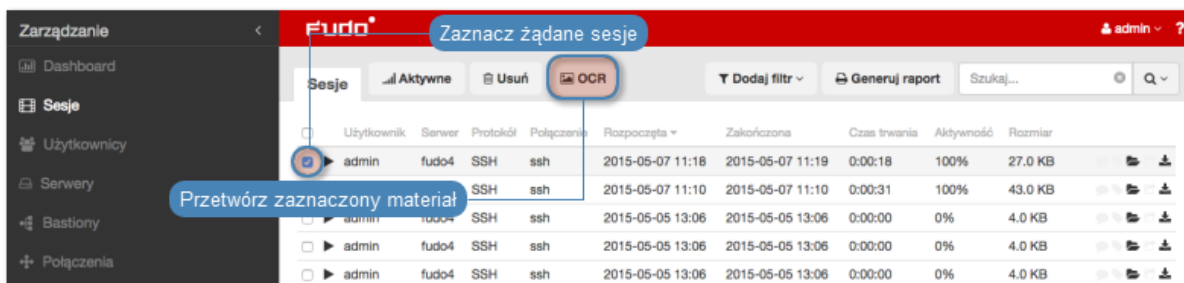 Zarządzanie <
Fudo
Zaznacz żądane sesje
admin
?
Dashboard
Sesje
Użytkownicy
Serwery
Bastiony
Połączenia
Sesje
Aktywne
Usuń
OCR
Dodaj filtr
Generuj raport
Szukaj...
Użytkownik Serwer Protokół Połączenie Rozpoczęta Zakończona Czas trwania Aktywność Rozmiar
admin fudo4 SSH ssh 2015-05-07 11:18 2015-05-07 11:19 0:00:18 100% 27.0 KB
Przetwórz zaznaczony materiał
SSH ssh 2015-05-07 11:10 2015-05-07 11:10 0:00:31 100% 43.0 KB
admin fudo4 SSH ssh 2015-05-05 13:06 2015-05-05 13:06 0:00:00 0% 4.0 KB
admin fudo4 SSH ssh 2015-05-05 13:06 2015-05-05 13:06 0:00:00 0% 4.0 KB
admin fudo4 SSH ssh 2015-05-05 13:06 2015-05-05 13:06 0:00:00 0% 4.0 KB